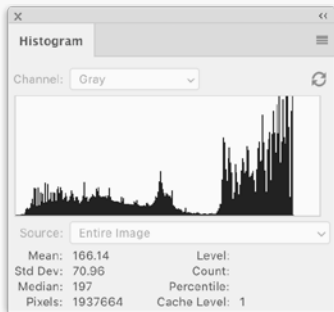 Histogram
Channel: Gray
Source: Entire Image
Mean: 166.14 Level:
Std Dev: 70.96 Count:
Median: 197 Percentile:
Pixels: 1937664 Cache Level: 1